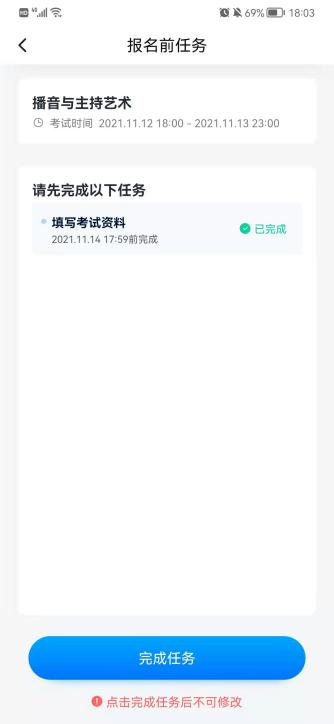 HD 4G 69% 18:03
报名前任务
播音与主持艺术
考试时间 2021.11.12 18:00 - 2021.11.13 23:00
请先完成以下任务
填写考试资料
已完成
2021.11.14 17:59前完成
完成任务
点击完成任务后不可修改